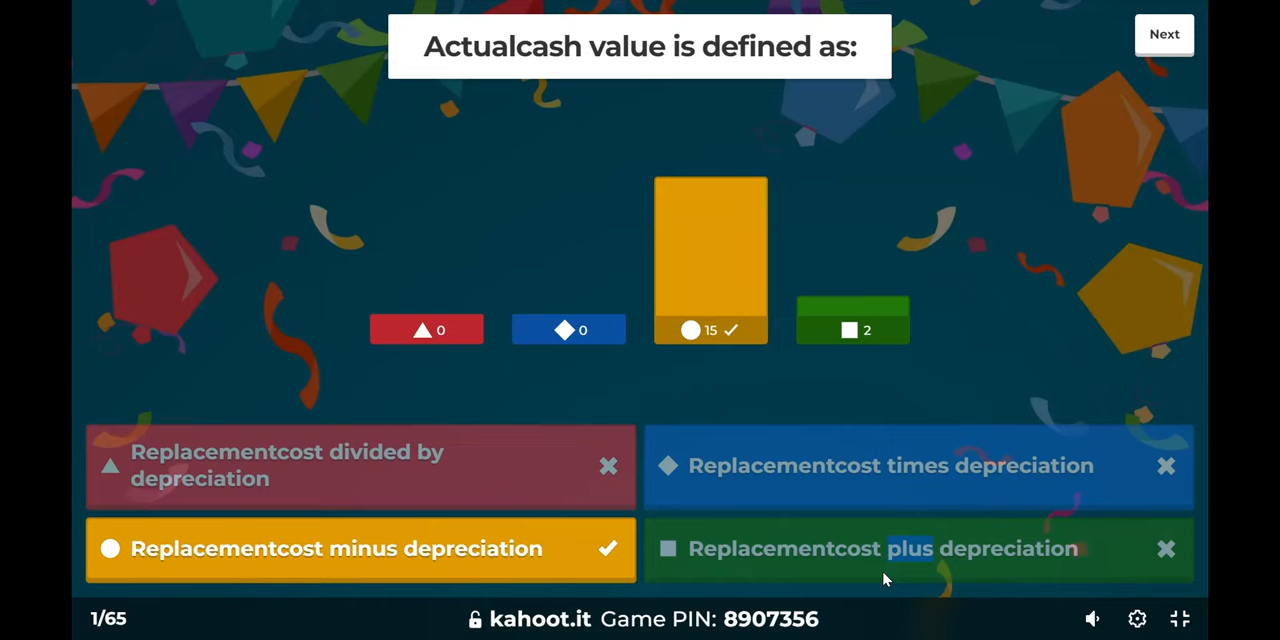 Actualcash value is defined as:
Next
0
0
15
2
Replacementcost divided by
depreciation
Replacementcost times depreciation
Replacementcost minus depreciation
Replacementcost plus depreciation
1/65
kahoot.it Game PIN: 8907356